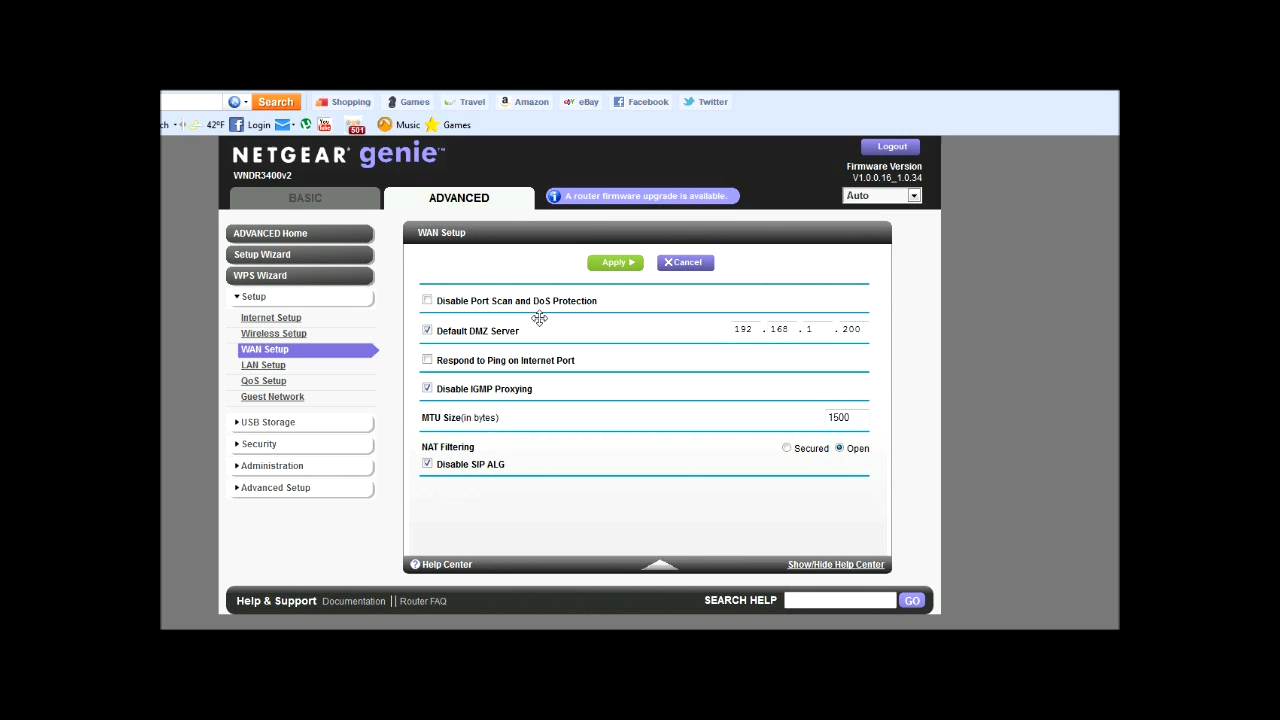 Search Shopping Games Travel Amazon eBay Facebook Twitter
ch 42°F Login You Tube 501 Music Games
NETGEAR® genie™
WNDR3400v2
Logout
Firmware Version
V1.0.0.16_1.0.34
BASIC
ADVANCED
A router firmware upgrade is available.
Auto
ADVANCED Home
Setup Wizard
WPS Wizard
Setup
Internet Setup
Wireless Setup
WAN Setup
LAN Setup
QoS Setup
Guest Network
USB Storage
Security
Administration
Advanced Setup
WAN Setup
Apply
Cancel
Disable Port Scan and DoS Protection
Default DMZ Server 192 . 168 . 1 . 200
Respond to Ping on Internet Port
Disable IGMP Proxying
MTU Size(in bytes) 1500
NAT Filtering Secured Open
Disable SIP ALG
Help Center Show/Hide Help Center
Help & Support Documentation | Router FAQ SEARCH HELP GO